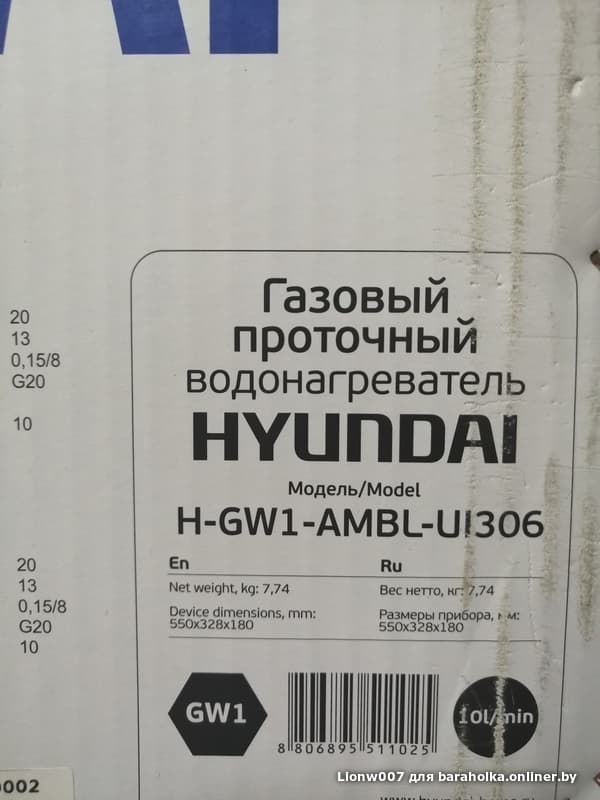 AI
20
13
0,15/8
G20
10
20
13
0,15/8
G20
10
Газовый
проточный
водонагреватель
HYUNDAI
Модель/Model
H-GW1-AMBL-UI306
En
Ru
Net weight, kg: 7,74
Вес нетто, кг: 7,74
Device dimensions, mm:
550x328x180
Размеры прибора, мм:
550x328x180
GW1
8 806895 511025
10l/min
0002
Lionw007 для baraholka.onliner.by